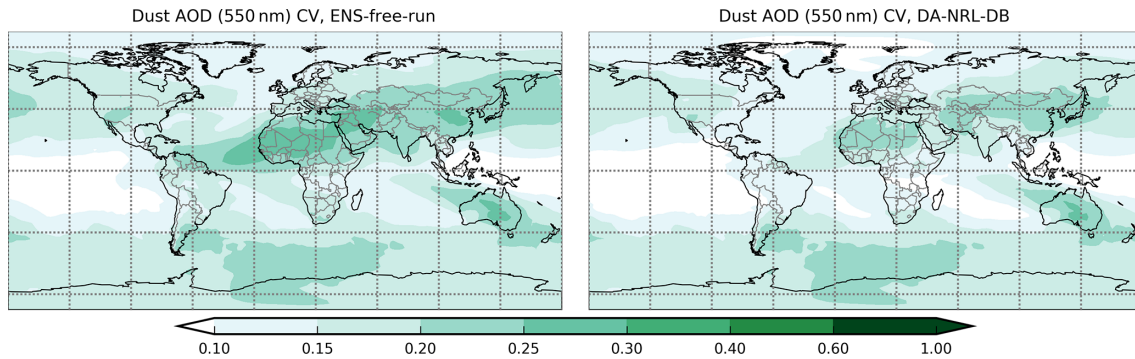 Dust AOD (550 nm) CV, ENS-free-run
Dust AOD (550 nm) CV, DA-NRL-DB
0.10 0.15 0.20 0.25 0.30 0.40 0.60 1.00